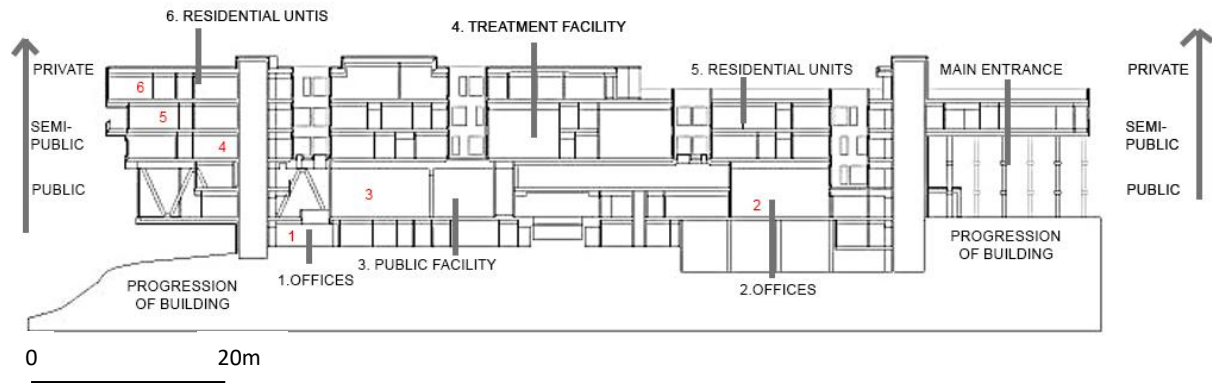 6. RESIDENTIAL UNTIS
4. TREATMENT FACILITY
PRIVATE
5. RESIDENTIAL UNITS
MAIN ENTRANCE
PRIVATE
6
5
SEMI-
PUBLIC
4
SEMI-
PUBLIC
PUBLIC
3
2
PUBLIC
1
PROGRESSION
OF BUILDING
3. PUBLIC FACILITY
1.OFFICES
PROGRESSION
OF BUILDING
2.OFFICES
0 20m